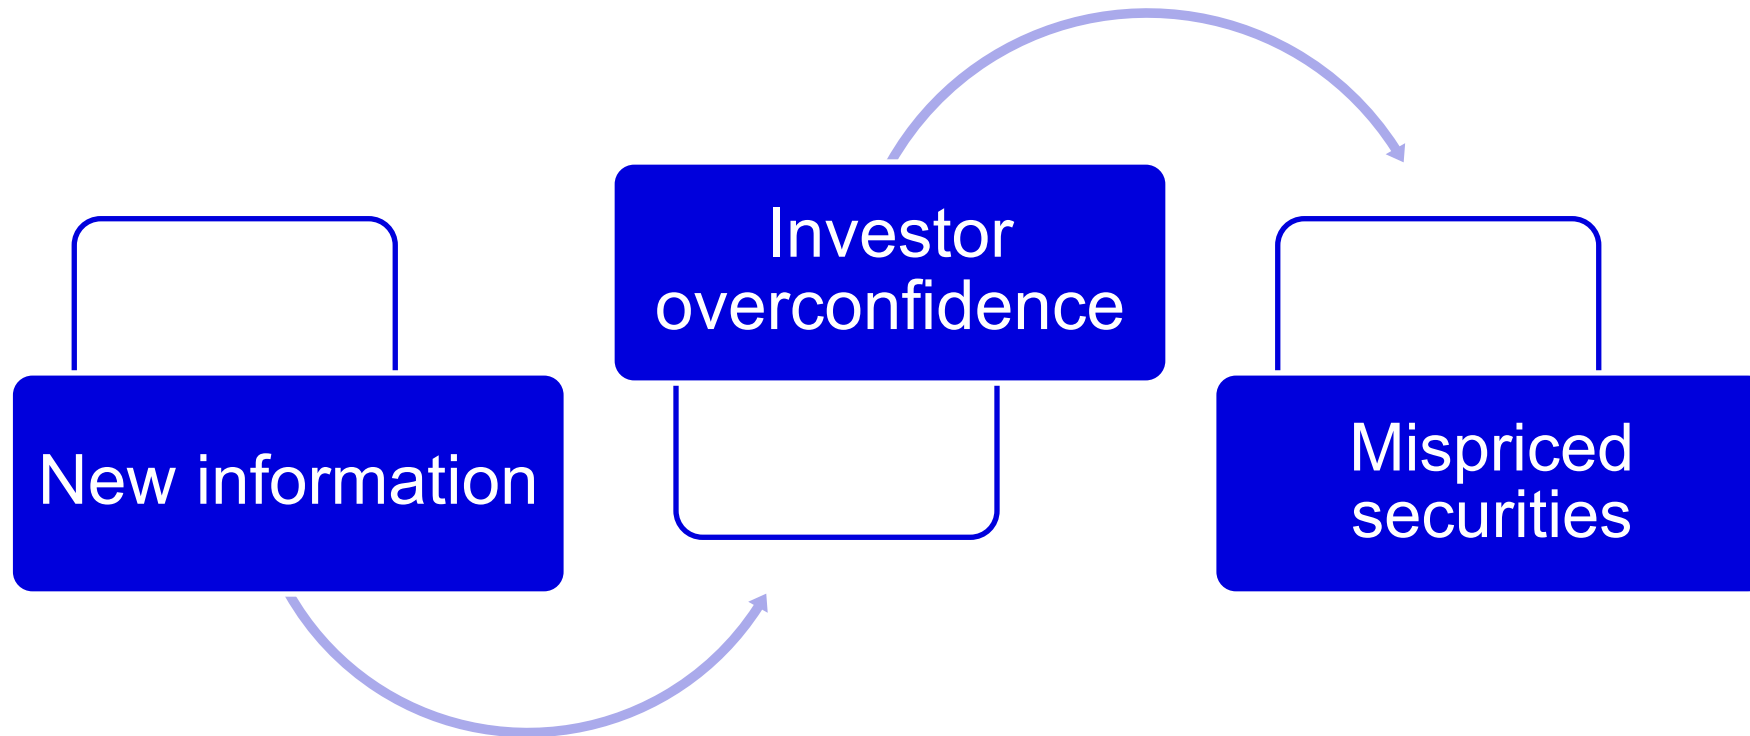 New information
Investor
overconfidence
Mispriced
securities